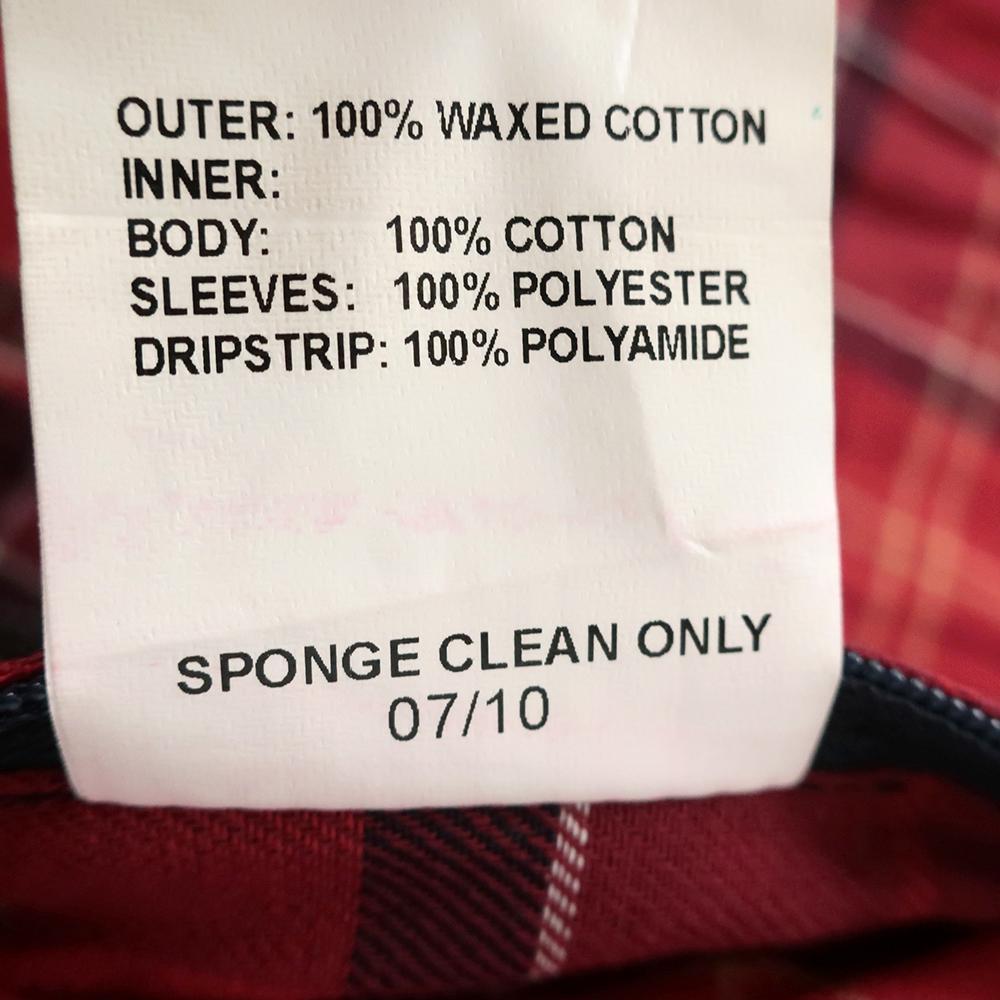 OUTER: 100% WAXED COTTON
INNER:
BODY: 100% COTTON
SLEEVES: 100% POLYESTER
DRIPSTRIP: 100% POLYAMIDE
SPONGE CLEAN ONLY
07/10